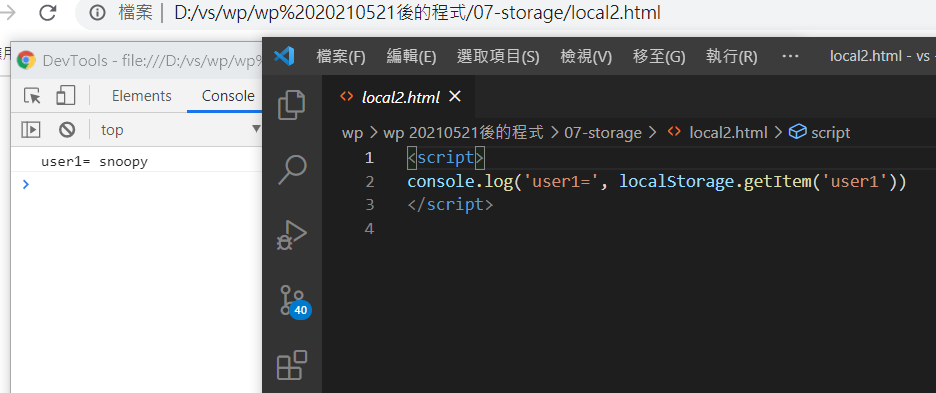 檔案 | D:/vs/wp/wp%2020210521後的程式/07-storage/local2.html
DevTools - file:///D:/vs/wp/wp%
Elements Console
top
user1= snoopy
檔案(F) 編輯(E) 選取項目(S) 檢視(V) 移至(G) 執行(R) ··· local2.html - vs -
local2.html
wp > wp 20210521後的程式 > 07-storage > local2.html > script
1 <script>
2 console.log('user1=', localStorage.getItem('user1'))
3 </script>
4
40